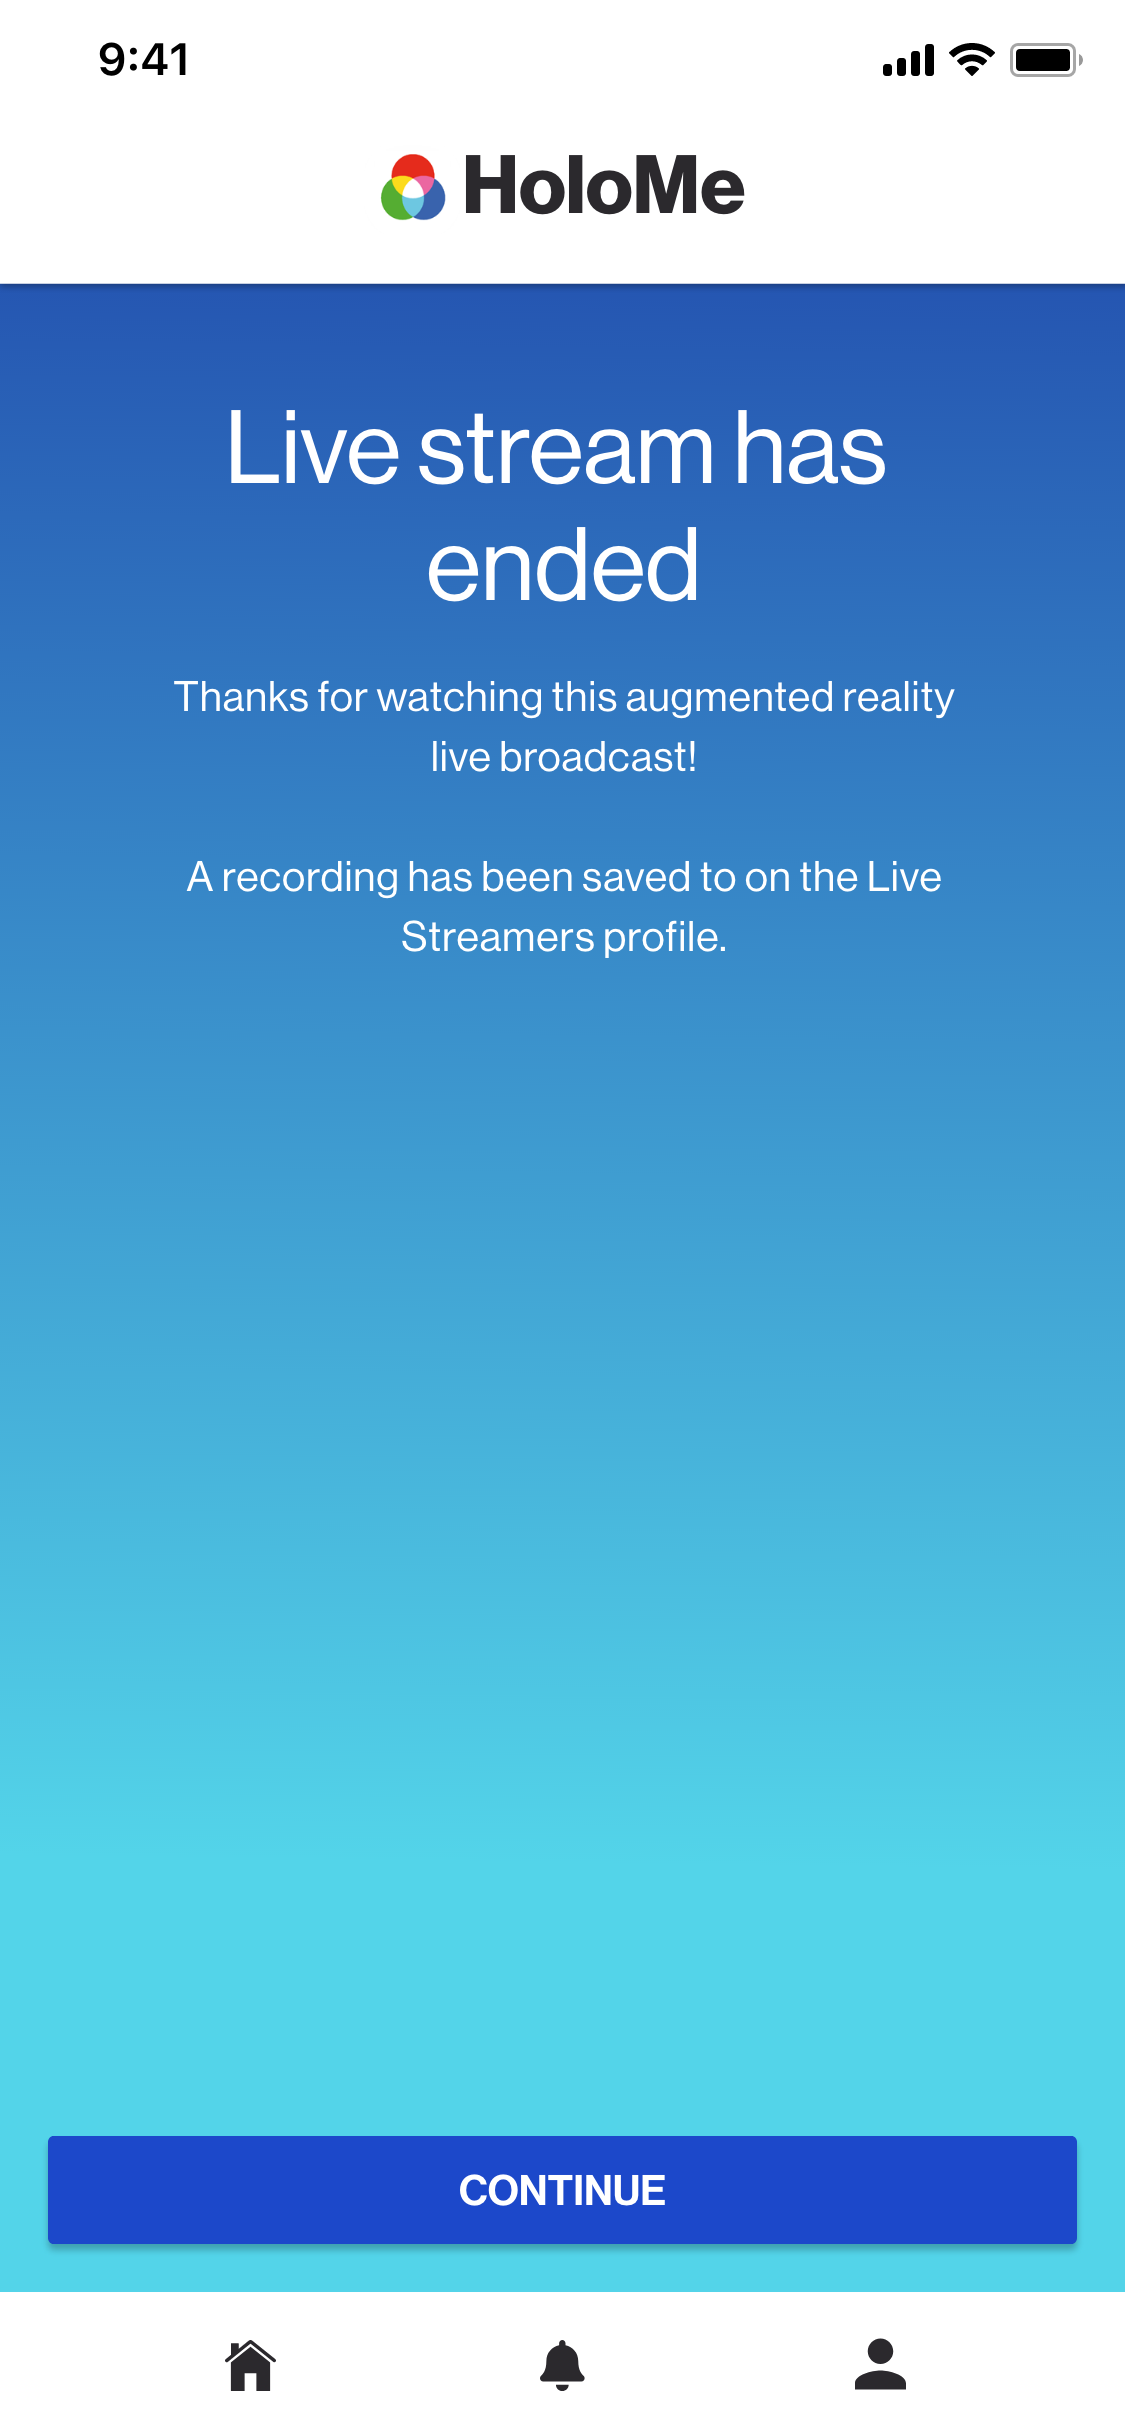 9:41
HoloMe
Live stream has
ended
Thanks for watching this augmented reality
live broadcast!
A recording has been saved to on the Live
Streamers profile.
CONTINUE